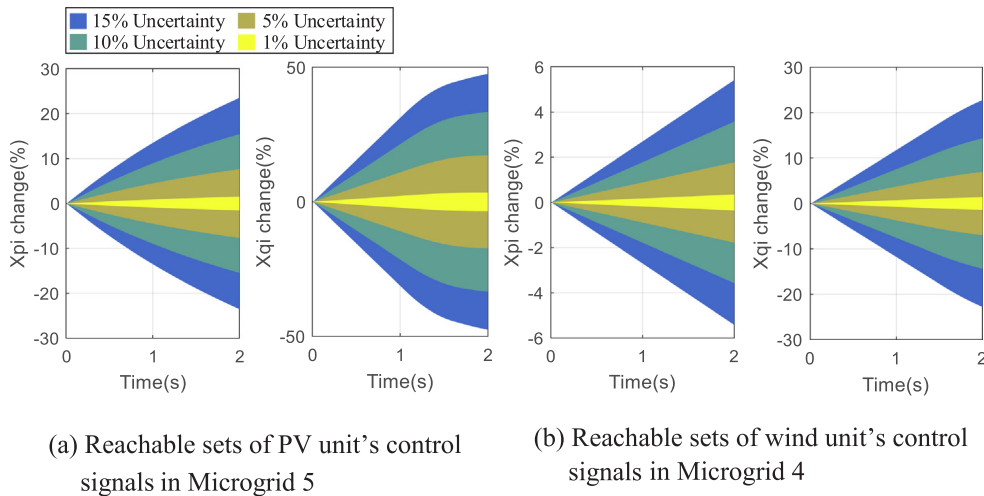 15% Uncertainty
5% Uncertainty
10% Uncertainty
1% Uncertainty
30
20
10
0
-10
-20
-30
Xpi change(%)
0
1
2
Time(s)
50
0
-50
Xqi change(%)
0
1
2
Time(s)
6
4
2
0
-2
-4
-6
Xpi change(%)
0
1
2
Time(s)
30
20
10
0
-10
-20
-30
Xqi change(%)
0
1
2
Time(s)
(a) Reachable sets of PV unit’s control
signals in Microgrid 5
(b) Reachable sets of wind unit’s control
signals in Microgrid 4